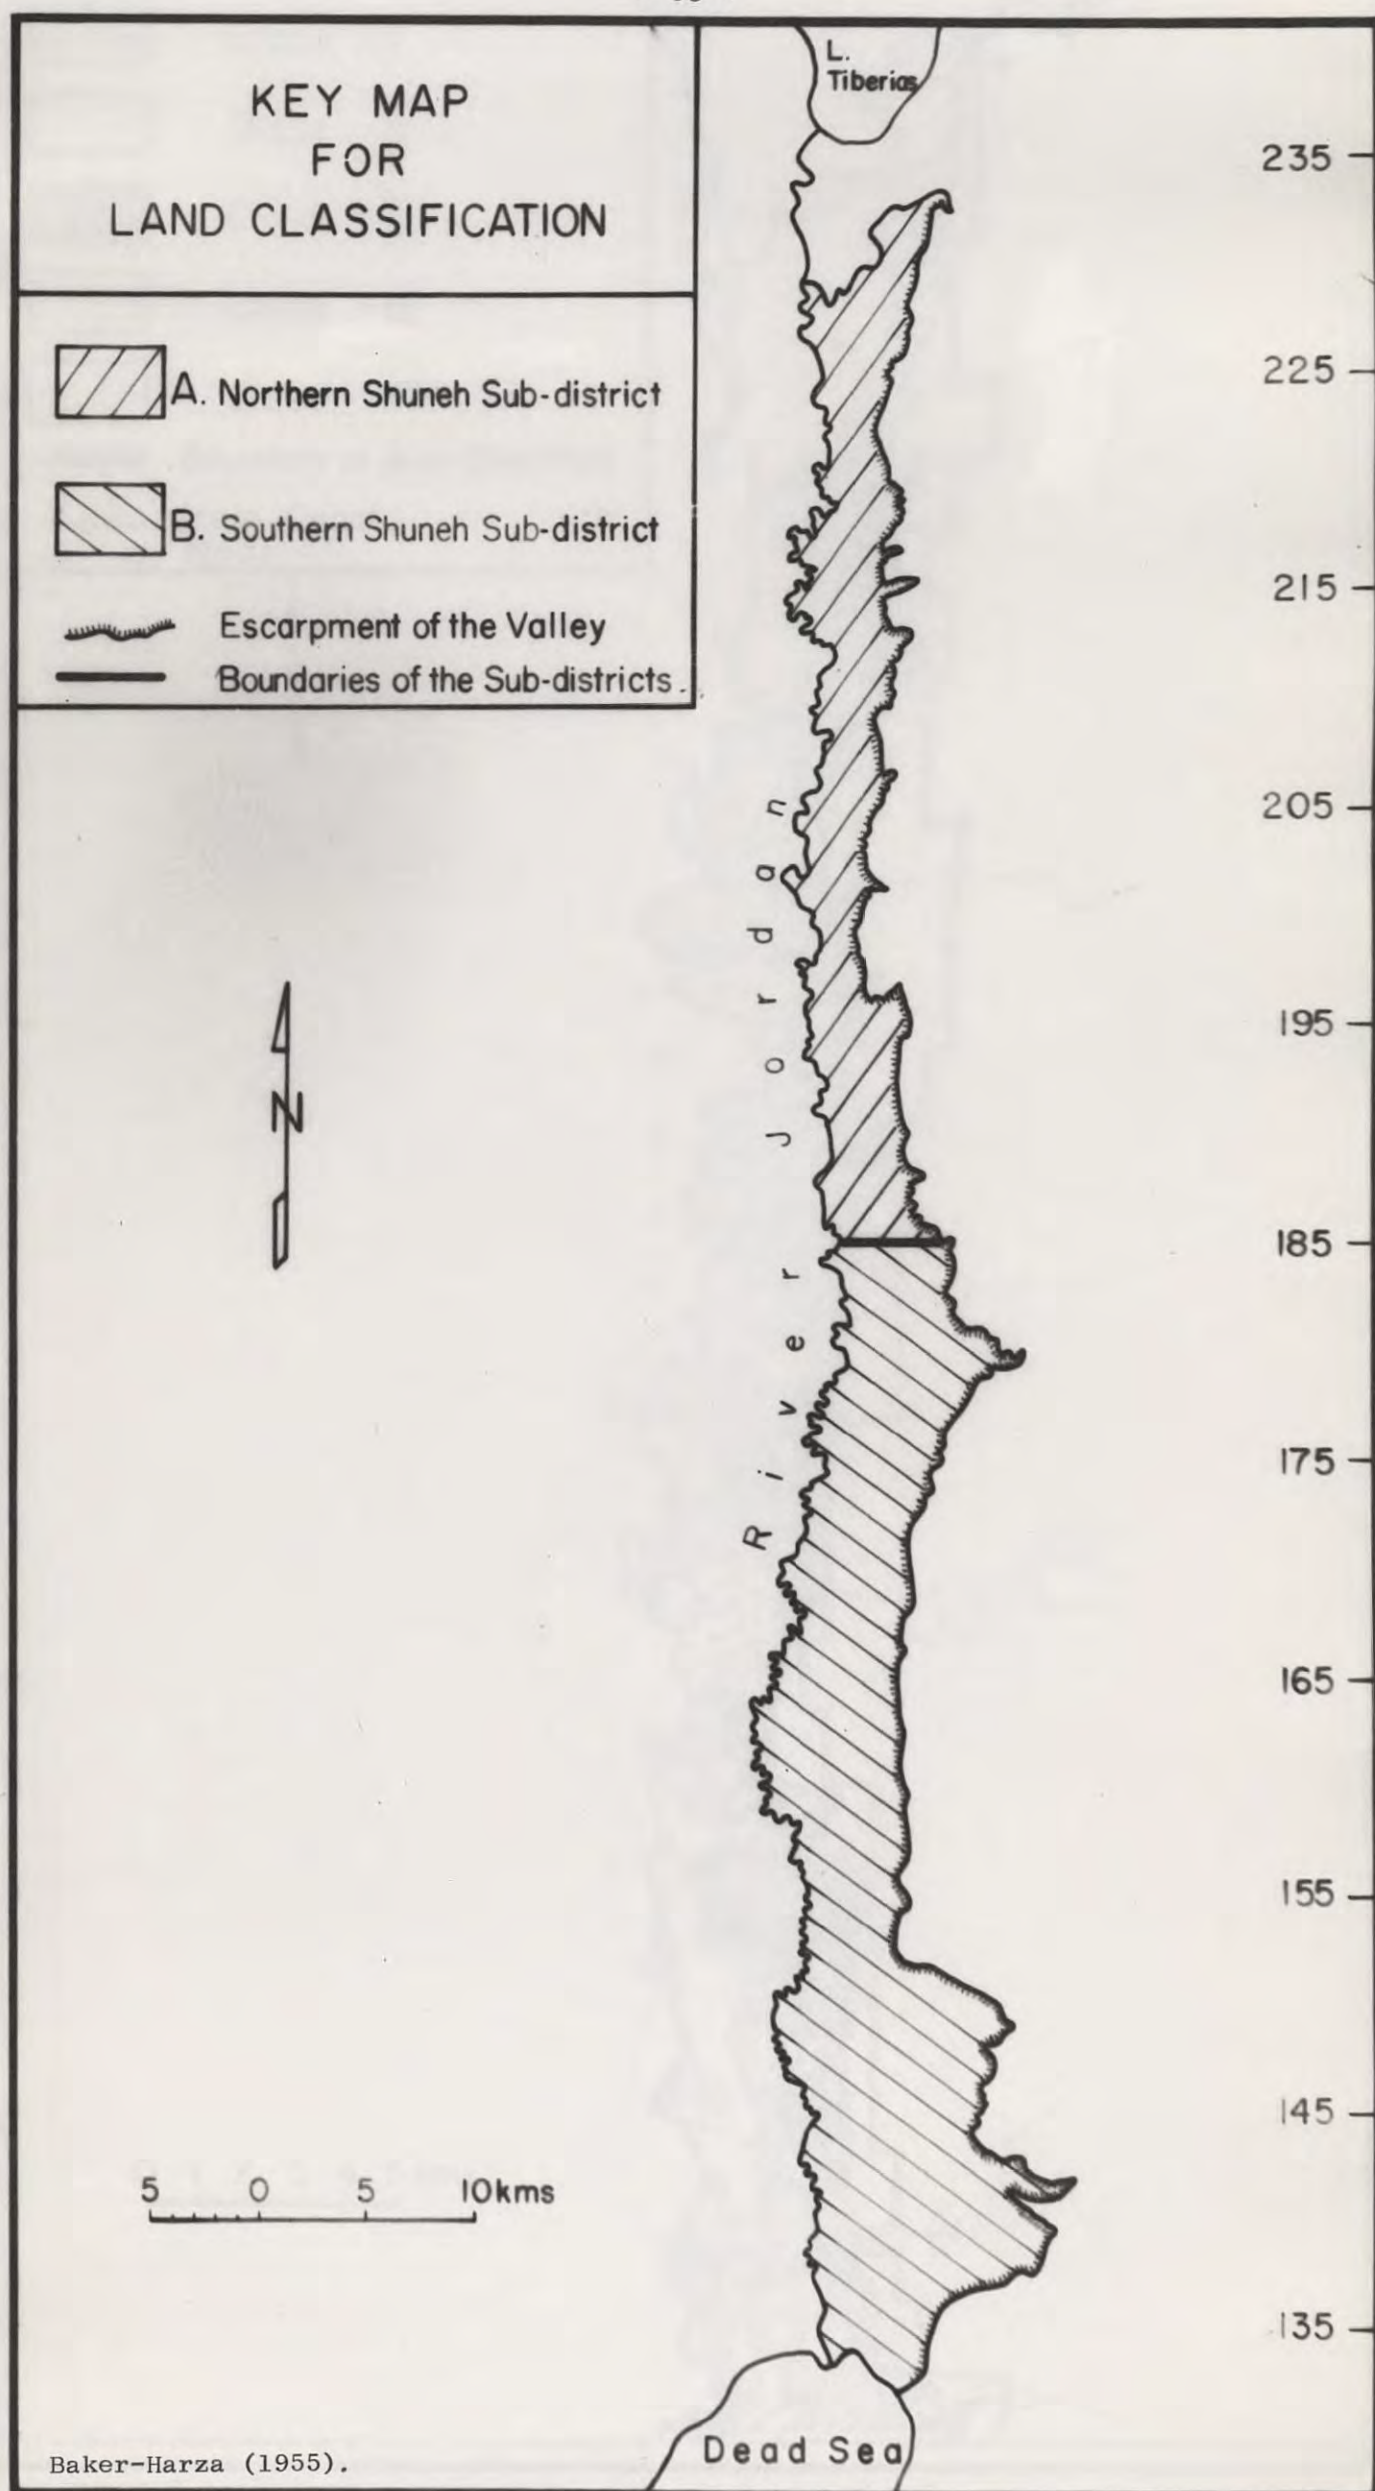 KEY MAP
FOR
LAND CLASSIFICATION
A. Northern Shuneh Sub-district
B. Southern Shuneh Sub-district
Escarpment of the Valley
Boundaries of the Sub-districts.
L.
Tiberias
235
225
215
205
195
185
175
165
155
145
135
River Jordan
N
5 0 5 10kms
Dead Sea
Baker-Harza (1955).